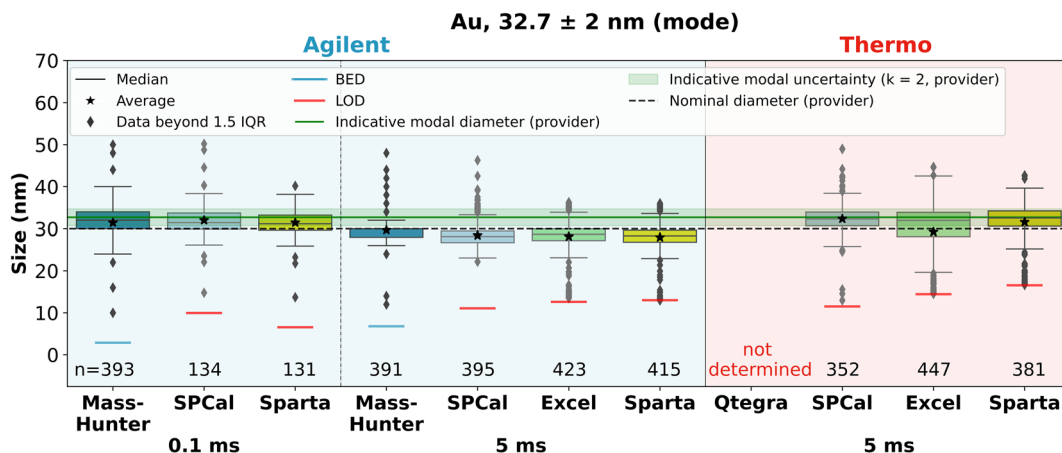 Au, 32.7 ± 2 nm (mode)
Agilent
Thermo
Median
Average
Data beyond 1.5 IQR
BED
LOD
Indicative modal diameter (provider)
Indicative modal uncertainty (k = 2, provider)
Nominal diameter (provider)
Size (nm)
70
60
50
40
30
20
10
0
n=393
134
131
391
395
423
415
not
determined
352
447
381
Mass-
Hunter
SPCal
Sparta
Mass-
Hunter
SPCal
Excel
Sparta
Qtegra
SPCal
Excel
Sparta
0.1 ms
5 ms
5 ms